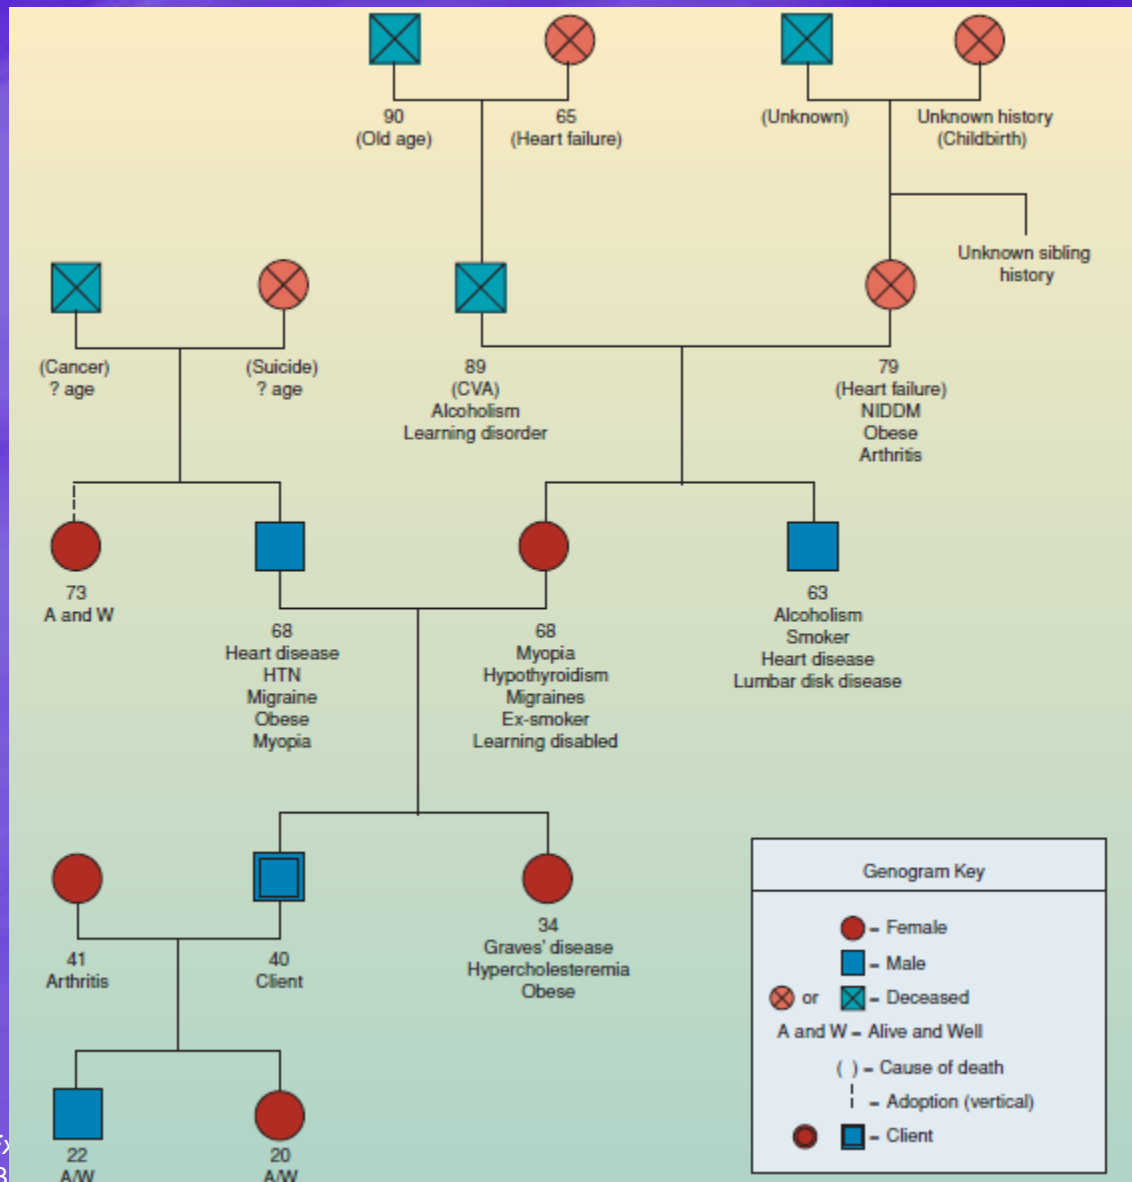 90
(Old age)
65
(Heart failure)
(Unknown)
Unknown history
(Childbirth)
Unknown sibling
history
(Cancer)
? age
(Suicide)
? age
89
(CVA)
Alcoholism
Learning disorder
79
(Heart failure)
NIDDM
Obese
Arthritis
73
A and W
68
Heart disease
HTN
Migraine
Obese
Myopia
68
Myopia
Hypothyroidism
Migraines
Ex-smoker
Learning disabled
63
Alcoholism
Smoker
Heart disease
Lumbar disk disease
41
Arthritis
40
Client
34
Graves' disease
Hypercholesteremia
Obese
22
A/W
20
A/W
Genogram Key
= Female
= Male
or = Deceased
A and W = Alive and Well
( ) = Cause of death
= Adoption (vertical)
= Client